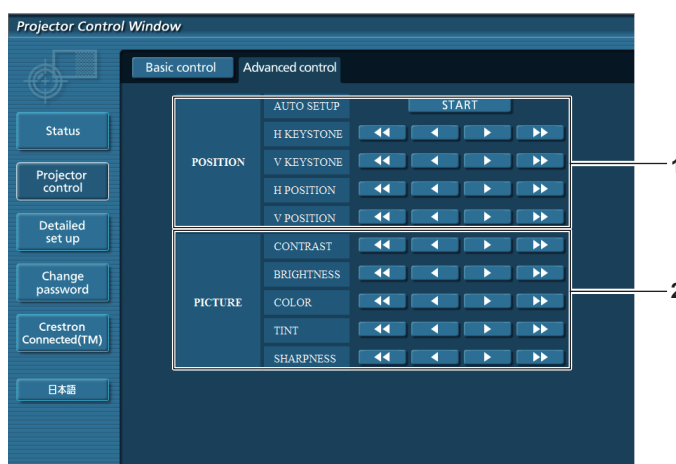 Projector Control Window
Basic control
Advanced control
Status
Projector
control
Detailed
set up
Change
password
Crestron
Connected(TM)
日本語
POSITION
AUTO SETUP
START
H KEYSTONE
V KEYSTONE
H POSITION
V POSITION
1
PICTURE
CONTRAST
BRIGHTNESS
COLOR
TINT
SHARPNESS
2